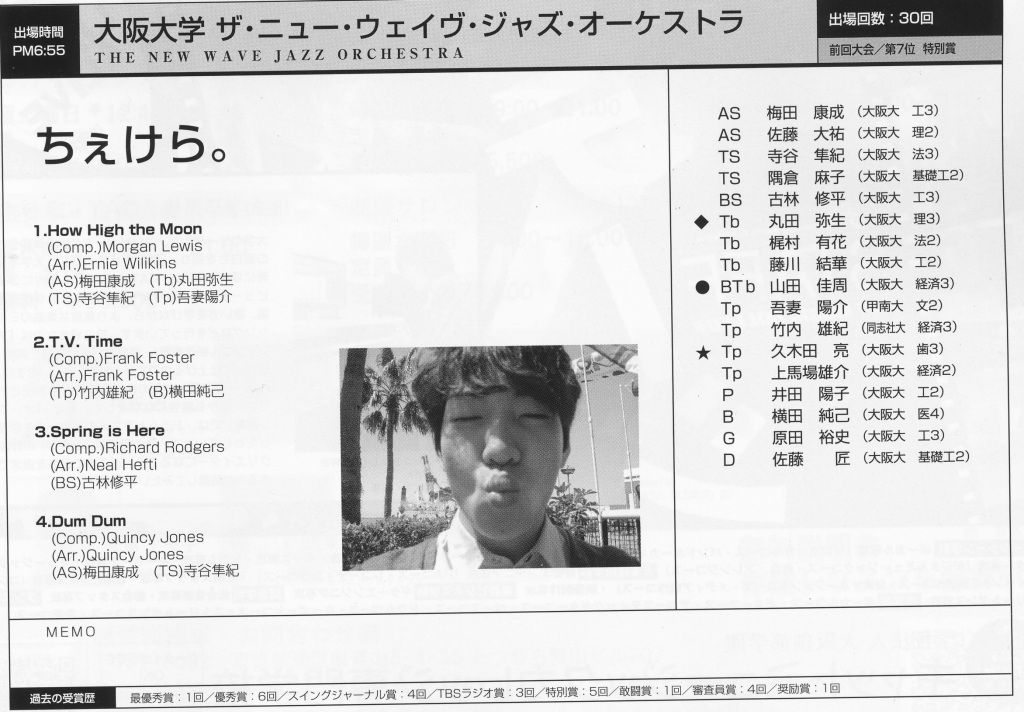 出場時間
PM6:55
大阪大学 ザ・ニュー・ウェイヴ・ジャズ・オーケストラ
THE NEW WAVE JAZZ ORCHESTRA
出場回数：30回
前回大会／第7位 特別賞
ちぇけら。
1.How High the Moon
(Comp.)Morgan Lewis
(Arr.)Ernie Wilikins
(AS)梅田康成 (Tb)丸田弥生
(TS)寺谷隼紀 (Tp)吾妻陽介
2.T.V. Time
(Comp.)Frank Foster
(Arr.)Frank Foster
(Tp)竹内雄紀 (B)横田純己
3.Spring is Here
(Comp.)Richard Rodgers
(Arr.)Neal Hefti
(BS)古林修平
4.Dum Dum
(Comp.)Quincy Jones
(Arr.)Quincy Jones
(AS)梅田康成 (TS)寺谷隼紀
AS 梅田 康成 （大阪大 工3）
AS 佐藤 大祐 （大阪大 理2）
TS 寺谷 隼紀 （大阪大 法3）
TS 隅倉 麻子 （大阪大 基礎工2）
BS 古林 修平 （大阪大 工3）
◆ Tb 丸田 弥生 （大阪大 理3）
Tb 梶村 有花 （大阪大 法2）
Tb 藤川 結華 （大阪大 工2）
● BTb 山田 佳周 （大阪大 経済3）
Tp 吾妻 陽介 （甲南大 文2）
Tp 竹内 雄紀 （同志社大 経済3）
★ Tp 久木田 亮 （大阪大 歯3）
Tp 上馬場雄介 （大阪大 経済2）
P 井田 陽子 （大阪大 工2）
B 横田 純己 （大阪大 医4）
G 原田 裕史 （大阪大 工3）
D 佐藤 匠 （大阪大 基礎工2）
MEMO
過去の受賞歴
最優秀賞：1回／優秀賞：6回／スイングジャーナル賞：4回／TBSラジオ賞：3回／特別賞：5回／敢闘賞：1回／審査員賞：4回／奨励賞：1回